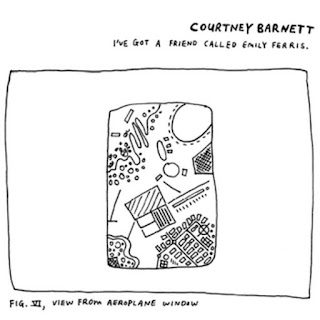 COURTNEY BARNETT
I'VE GOT A FRIEND CALLED EMILY FERRIS.
FIG. VI, VIEW FROM AEROPLANE WINDOW